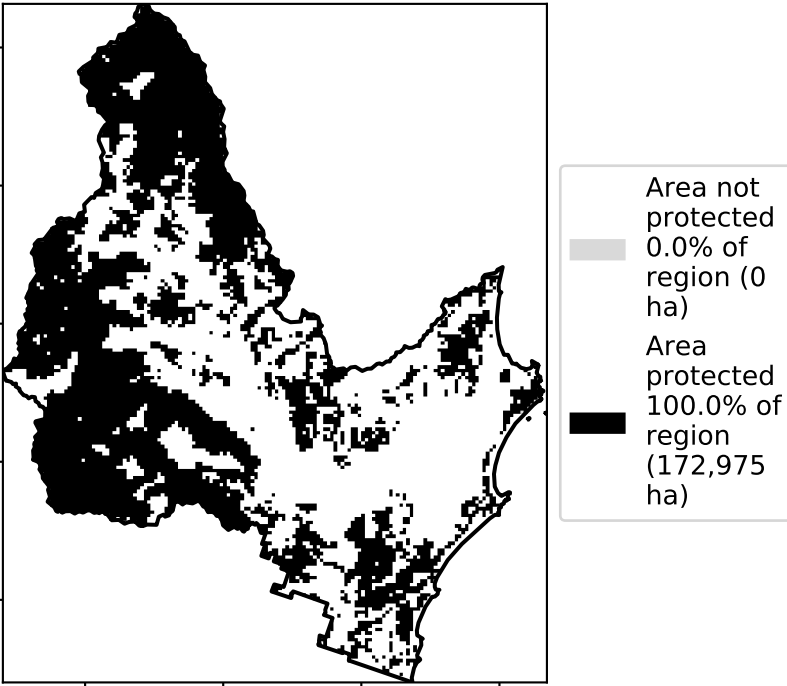 Area not
protected
0.0% of
region (0
ha)
Area
protected
100.0% of
region
(172,975
ha)